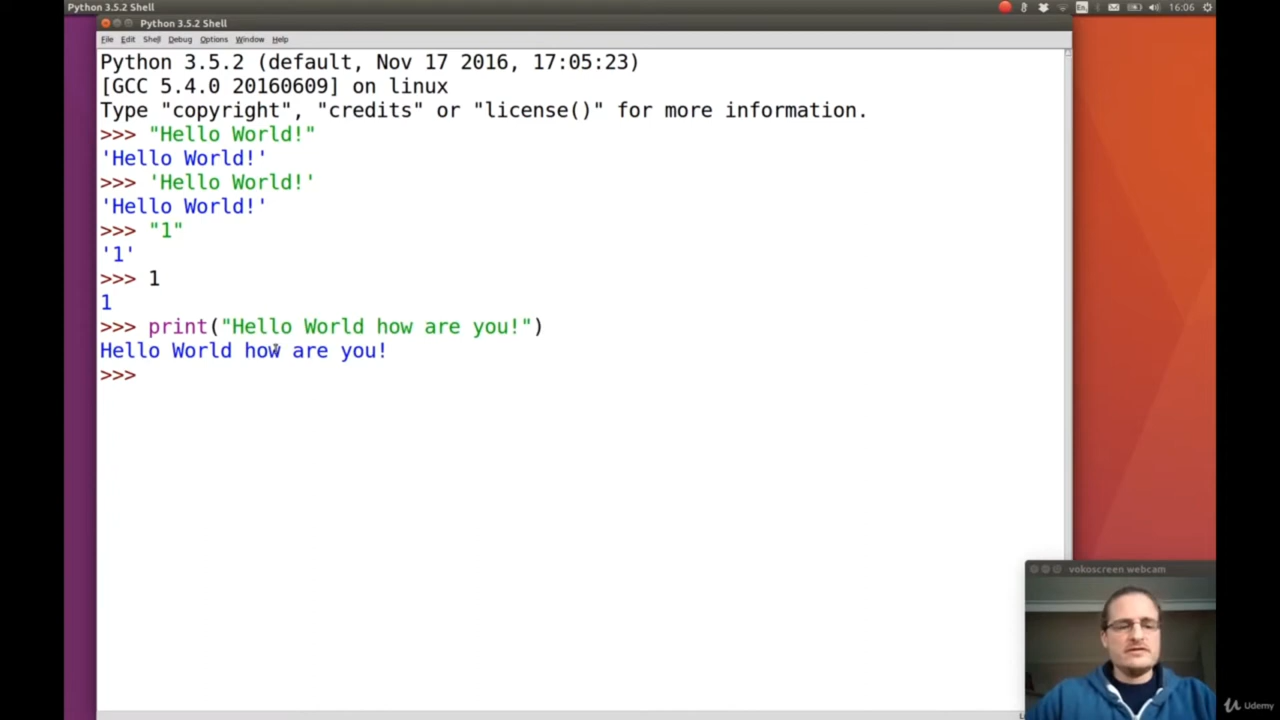 Python 3.5.2 Shell
En
16:06
Python 3.5.2 Shell
File Edit Shell Debug Options Window Help
Python 3.5.2 (default, Nov 17 2016, 17:05:23)
[GCC 5.4.0 20160609] on linux
Type "copyright", "credits" or "license()" for more information.
>>> "Hello World!"
'Hello World!'
>>> 'Hello World!'
'Hello World!'
>>> "1"
'1'
>>> 1
1
>>> print("Hello World how are you!")
Hello World how are you!
>>>
vokoscreen webcam
Udemy